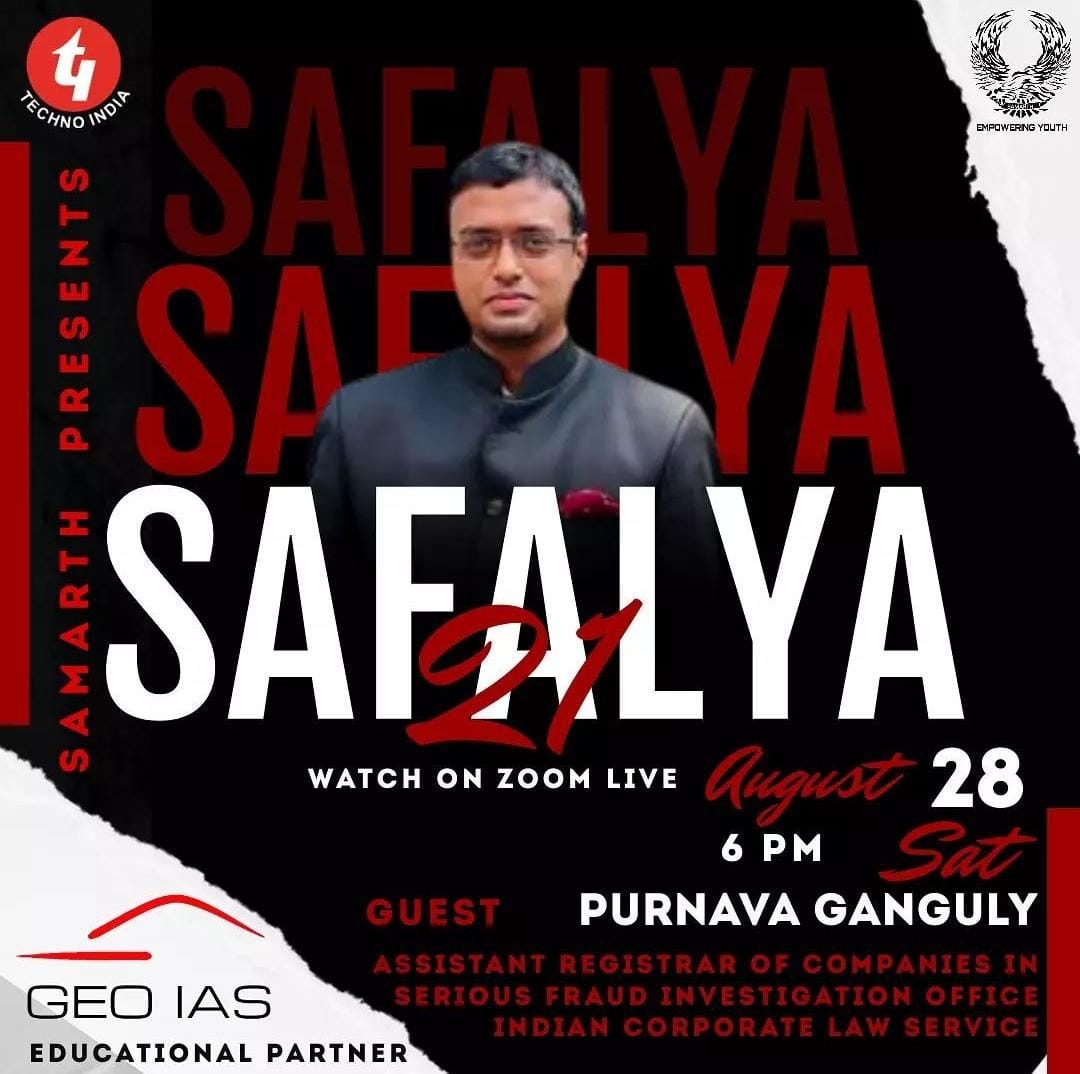 TECHNO INDIA
EMPOWERING YOUTH
SAMARTH PRESENTS
SAFALYA
SAFALYA
SAFALYA
21
WATCH ON ZOOM LIVE August 28
6 PM Sat
GUEST PURNAVA GANGULY
ASSISTANT REGISTRAR OF COMPANIES IN
SERIOUS FRAUD INVESTIGATION OFFICE
INDIAN CORPORATE LAW SERVICE
GEO IAS
EDUCATIONAL PARTNER